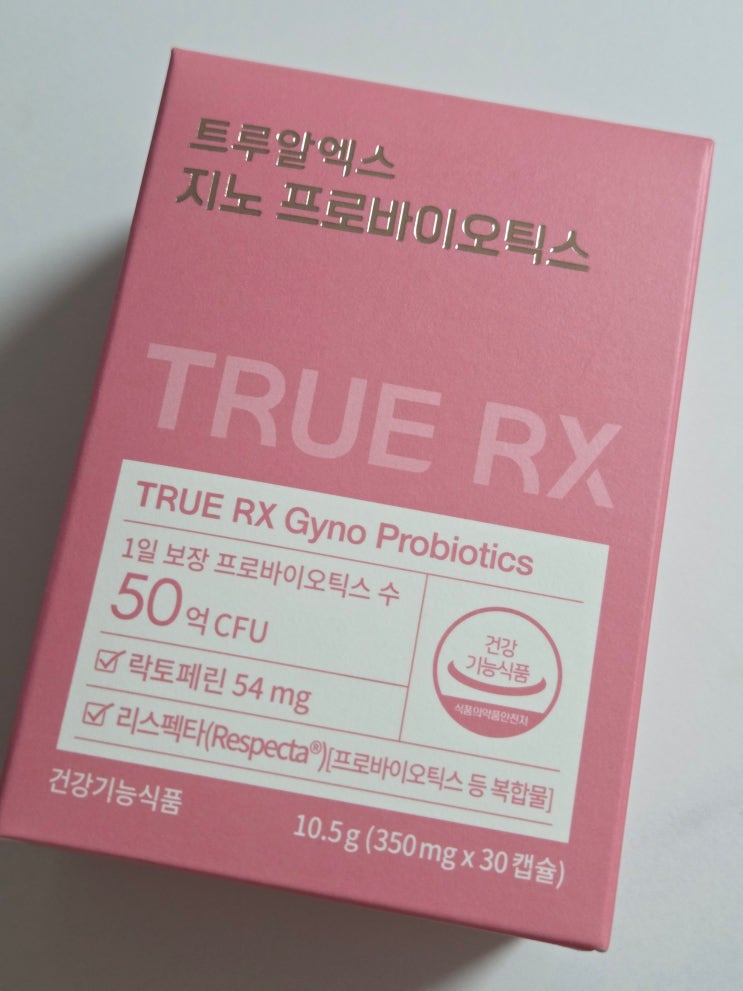 트루알엑스
지노 프로바이오틱스
TRUE RX
TRUE RX Gyno Probiotics
1일 보장 프로바이오틱스 수
50억 CFU
락토페린 54 mg
리스펙타(Respecta®)[프로바이오틱스 등 복합물]
건강
기능식품
식품의약품안전처
건강기능식품
10.5 g (350 mg x 30 캡슐)